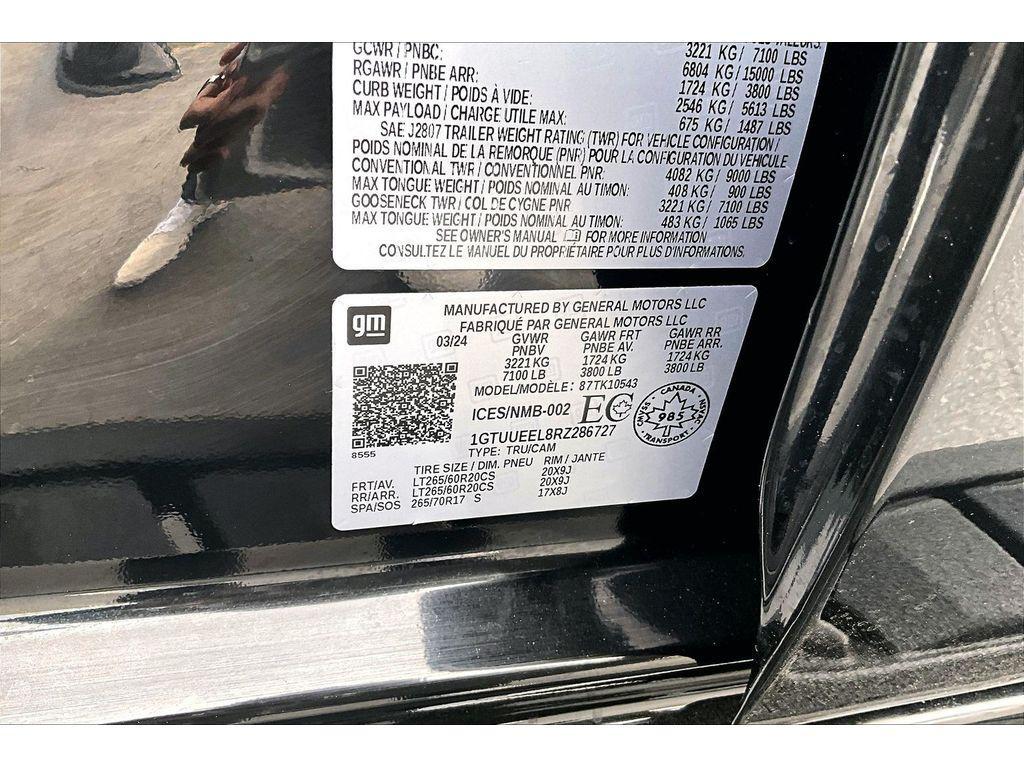 3221 KG / 7100 LBS
GCWR / PNBC: 6804 KG / 15000 LBS
RGAWR / PNBE ARR: 1724 KG / 3800 LBS
CURB WEIGHT / POIDS À VIDE: 2546 KG / 5613 LBS
MAX PAYLOAD / CHARGE UTILE MAX: 675 KG / 1487 LBS
SAE J2807 TRAILER WEIGHT RATING (TWR) FOR VEHICLE CONFIGURATION /
POIDS NOMINAL DE LA REMORQUE (PNR) POUR LA CONFIGURATION DU VÉHICULE
CONVENTIONAL TWR / CONVENTIONNEL PNR: 4082 KG / 9000 LBS
MAX TONGUE WEIGHT / POIDS NOMINAL AU TIMON: 408 KG / 900 LBS
GOOSENECK TWR / COL DE CYGNE PNR 3221 KG / 7100 LBS
MAX TONGUE WEIGHT / POIDS NOMINAL AU TIMON: 483 KG / 1065 LBS
SEE OWNER'S MANUAL FOR MORE INFORMATION
CONSULTEZ LE MANUEL DU PROPRIÉTAIRE POUR PLUS D'INFORMATIONS.
gm
MANUFACTURED BY GENERAL MOTORS LLC
FABRIQUÉ PAR GENERAL MOTORS LLC
03/24 GVWR GAWR FRT GAWR RR
PNBV PNBE AV. PNBE ARR.
3221 KG 1724 KG 1724 KG
7100 LB 3800 LB 3800 LB
MODEL/MODÈLE: 87TK10543
ICES/NMB-002 EC CANADA 985 TRANSPORT CMVSS NSVAC
1GTUUEEL8RZ286727
8555 TYPE: TRU/CAM
TIRE SIZE / DIM. PNEU RIM / JANTE
FRT/AV. LT265/60R20CS 20X9J
RR/ARR. LT265/60R20CS 20X9J
SPA/SOS 265/70R17 S 17X8J